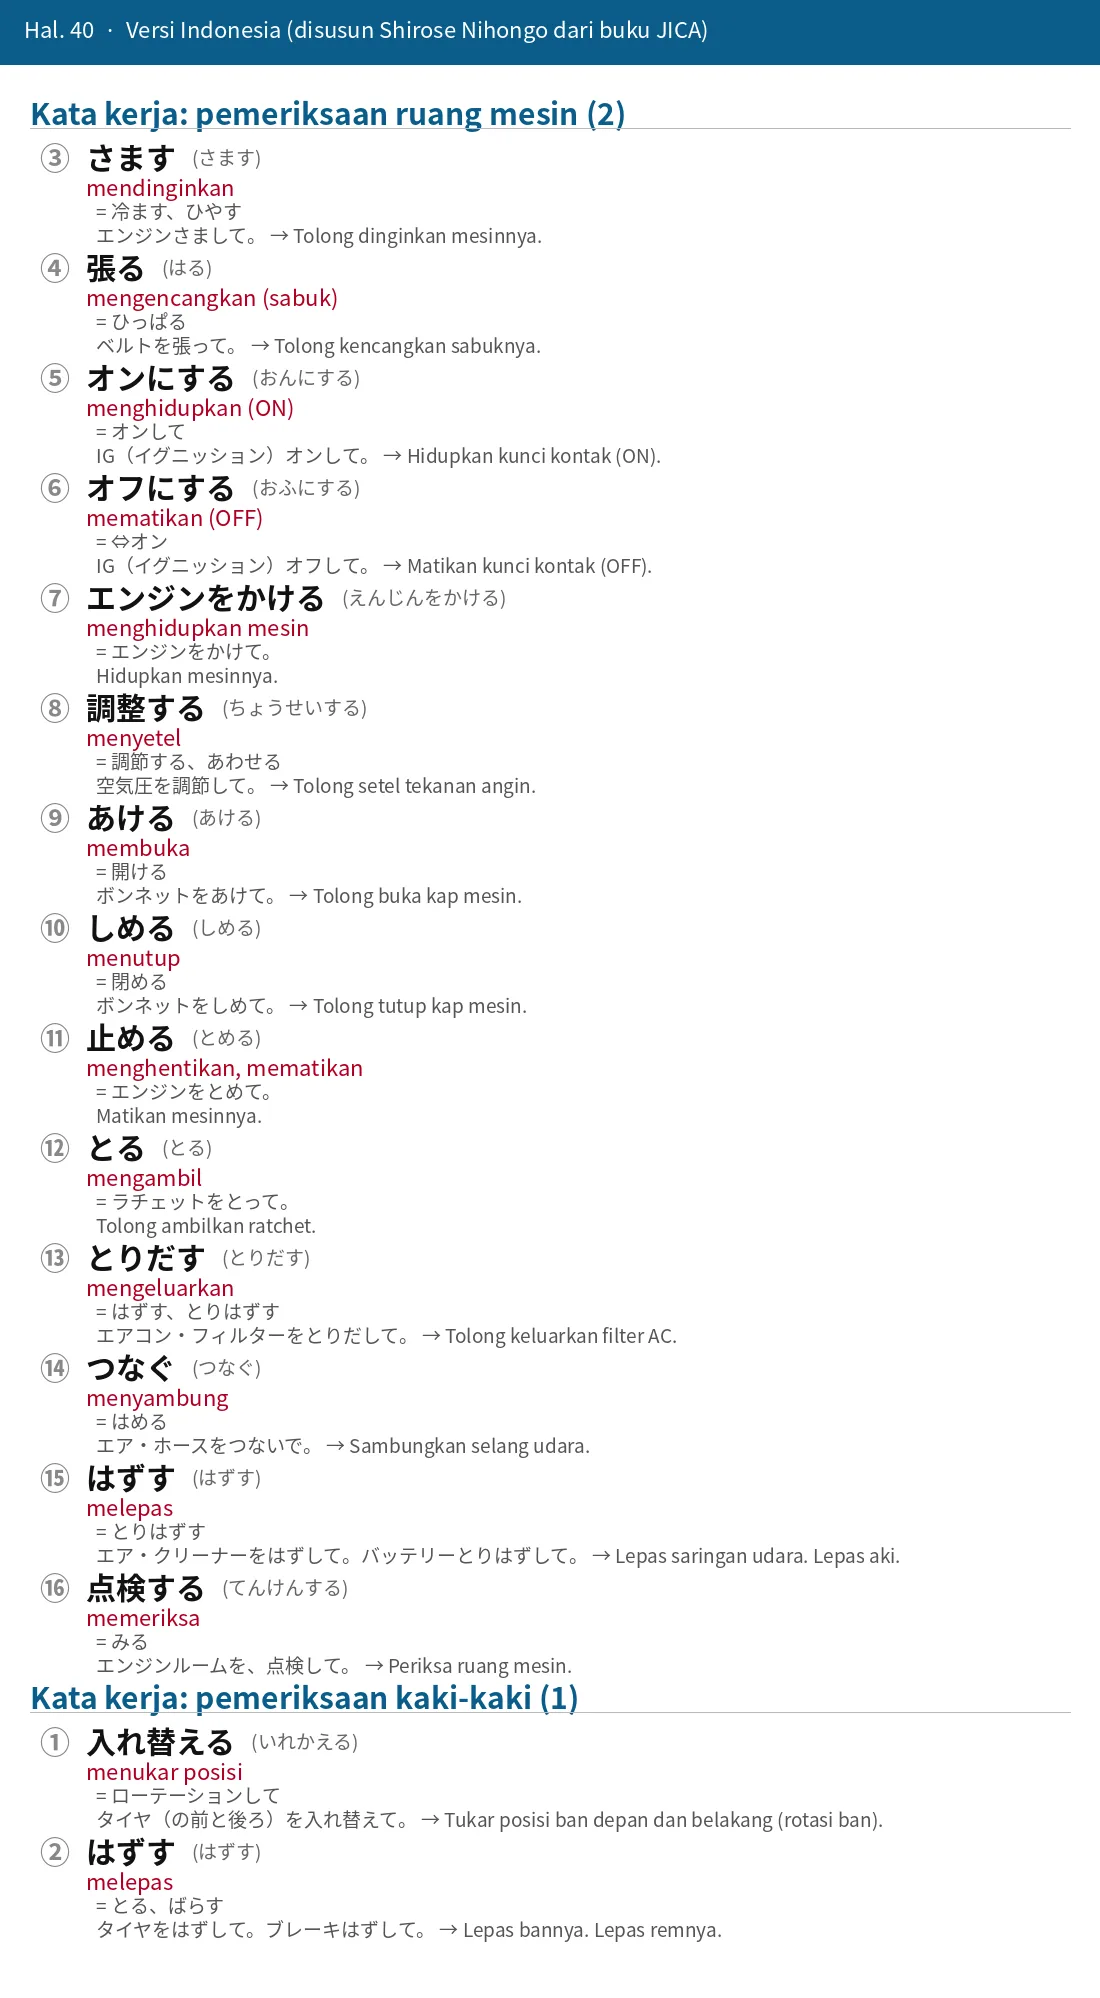 Hal. 40 · Versi Indonesia (disusun Shirose Nihongo dari buku JICA)
Kata kerja: pemeriksaan ruang mesin (2)
③ さます (さます)
mendinginkan
= 冷ます、ひやす
エンジンさまして。 → Tolong dinginkan mesinnya.
④ 張る (はる)
mengencangkan (sabuk)
= ひっぱる
ベルトを張って。 → Tolong kencangkan sabuknya.
⑤ オンにする (おんにする)
menghidupkan (ON)
= オンして
IG（イグニッション）オンして。 → Hidupkan kunci kontak (ON).
⑥ オフにする (おふにする)
mematikan (OFF)
= ⇔オン
IG（イグニッション）オフして。 → Matikan kunci kontak (OFF).
⑦ エンジンをかける (えんじんをかける)
menghidupkan mesin
= エンジンをかけて。
Hidupkan mesinnya.
⑧ 調整する (ちょうせいする)
menyetel
= 調節する、あわせる
空気圧を調節して。 → Tolong setel tekanan angin.
⑨ あける (あける)
membuka
= 開ける
ボンネットをあけて。 → Tolong buka kap mesin.
⑩ しめる (しめる)
menutup
= 閉める
ボンネットをしめて。 → Tolong tutup kap mesin.
⑪ 止める (とめる)
menghentikan, mematikan
= エンジンをとめて。
Matikan mesinnya.
⑫ とる (とる)
mengambil
= ラチェットをとって。
Tolong ambilkan ratchet.
⑬ とりだす (とりだす)
mengeluarkan
= はずす、とりはずす
エアコン・フィルターをとりだして。 → Tolong keluarkan filter AC.
⑭ つなぐ (つなぐ)
menyambung
= はめる
エア・ホースをつないで。 → Sambungkan selang udara.
⑮ はずす (はずす)
melepas
= とりはずす
エア・クリーナーをはずして。バッテリーとりはずして。 → Lepas saringan udara. Lepas aki.
⑯ 点検する (てんけんする)
memeriksa
= みる
エンジンルームを、点検して。 → Periksa ruang mesin.
Kata kerja: pemeriksaan kaki-kaki (1)
① 入れ替える (いれかえる)
menukar posisi
= ローテーションして
タイヤ（の前と後ろ）を入れ替えて。 → Tukar posisi ban depan dan belakang (rotasi ban).
② はずす (はずす)
melepas
= とる、ばらす
タイヤをはずして。ブレーキはずして。 → Lepas bannya. Lepas remnya.